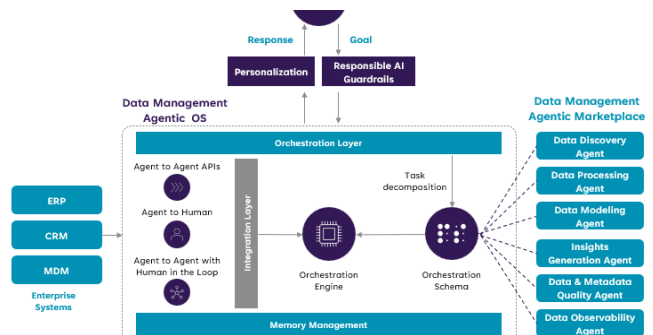 Response
Goal
Personalization
Responsible AI
Guardrails
Data Management
Agentic OS
Data Management
Agentic Marketplace
Orchestration Layer
Agent to Agent APIs
Agent to Human
Agent to Agent with
Human in the Loop
Integration Layer
Task
decomposition
Orchestration
Engine
Orchestration
Schema
Memory Management
ERP
CRM
MDM
Enterprise
Systems
Data Discovery
Agent
Data Processing
Agent
Data Modeling
Agent
Insights
Generation Agent
Data & Metadata
Quality Agent
Data Observability
Agent